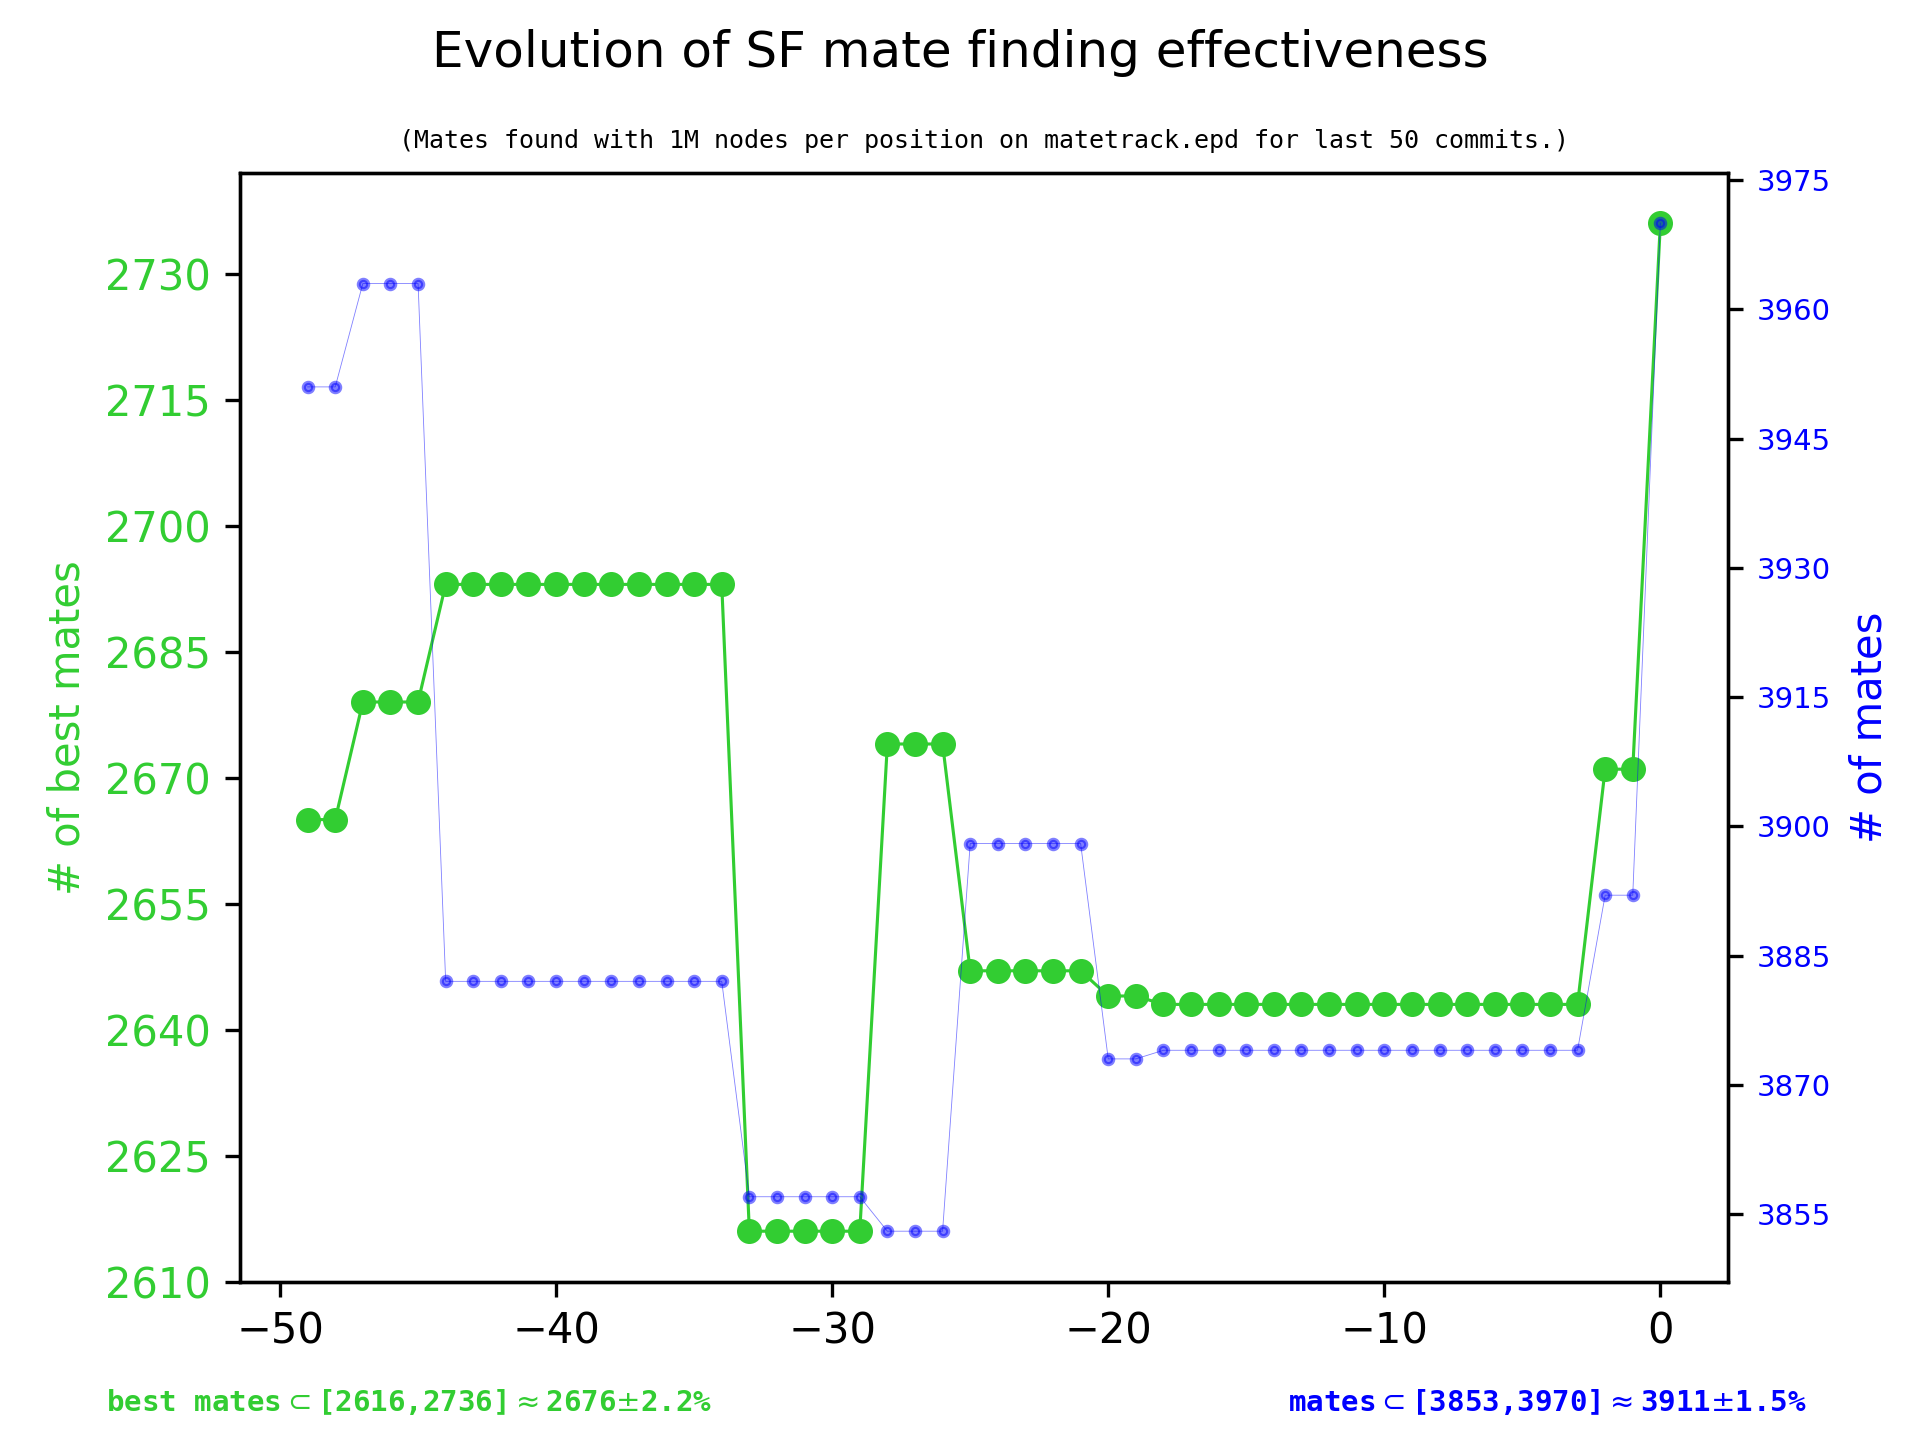 Evolution of SF mate finding effectiveness
(Mates found with 1M nodes per position on matetrack.epd for last 50 commits.)
# of best mates
2730
2715
2700
2685
2670
2655
2640
2625
2610
3975
3960
3945
3930
3915
3900
3885
3870
3855
# of mates
−50 −40 −30 −20 −10 0
best mates⊂[2616,2736]≈2676±2.2%
mates⊂[3853,3970]≈3911±1.5%